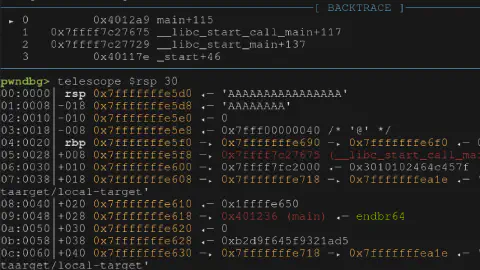 [ BACKTRACE ]
► 0 0x4012a9 main+115
1 0x7ffff7c27675 __libc_start_call_main+117
2 0x7ffff7c27729 __libc_start_main+137
3 0x40117e _start+46
pwndbg> telescope $rsp 30
00:0000│ rsp 0x7fffffffe5d0 ◂— 'AAAAAAAAAAAAAAAA'
01:0008│-018 0x7fffffffe5d8 ◂— 'AAAAAAAA'
02:0010│-010 0x7fffffffe5e0 ◂— 0
03:0018│-008 0x7fffffffe5e8 ◂— 0x7fff00000040 /* '@' */
04:0020│ rbp 0x7fffffffe5f0 —▸ 0x7fffffffe690 —▸ 0x7fffffffe6f0 ◂— 0
05:0028│+008 0x7fffffffe5f8 —▸ 0x7ffff7c27675 (__libc_start_call_mai
06:0030│+010 0x7fffffffe600 —▸ 0x7ffff7fc2000 ◂— 0x3010102464c457f
07:0038│+018 0x7fffffffe608 —▸ 0x7fffffffe718 —▸ 0x7fffffffea1e ◂— '
taarget/local-target'
08:0040│+020 0x7fffffffe610 ◂— 0x1ffffe650
09:0048│+028 0x7fffffffe618 —▸ 0x401236 (main) ◂— endbr64
0a:0050│+030 0x7fffffffe620 ◂— 0
0b:0058│+038 0x7fffffffe628 ◂— 0xb2d9f645f9321ad5
0c:0060│+040 0x7fffffffe630 —▸ 0x7fffffffe718 —▸ 0x7fffffffea1e ◂— '
taarget/local-target'